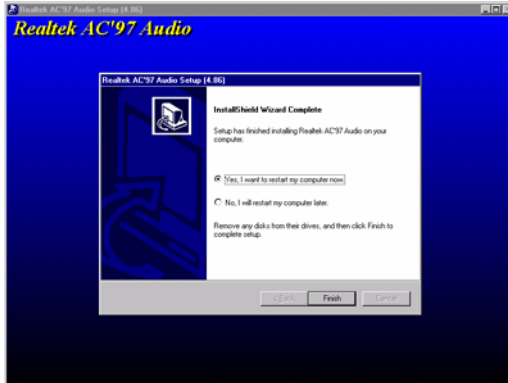 Realtek AC'97 Audio Setup [4.86]
Realtek AC'97 Audio
Realtek AC'97 Audio Setup [4.86]
InstallShield Wizard Complete
Setup has finished installing Realtek AC'97 Audio on your
computer.
Yes, I want to restart my computer now.
No, I will restart my computer later.
Remove any disks from their drives, and then click Finish to
complete setup.
< Back Finish Cancel